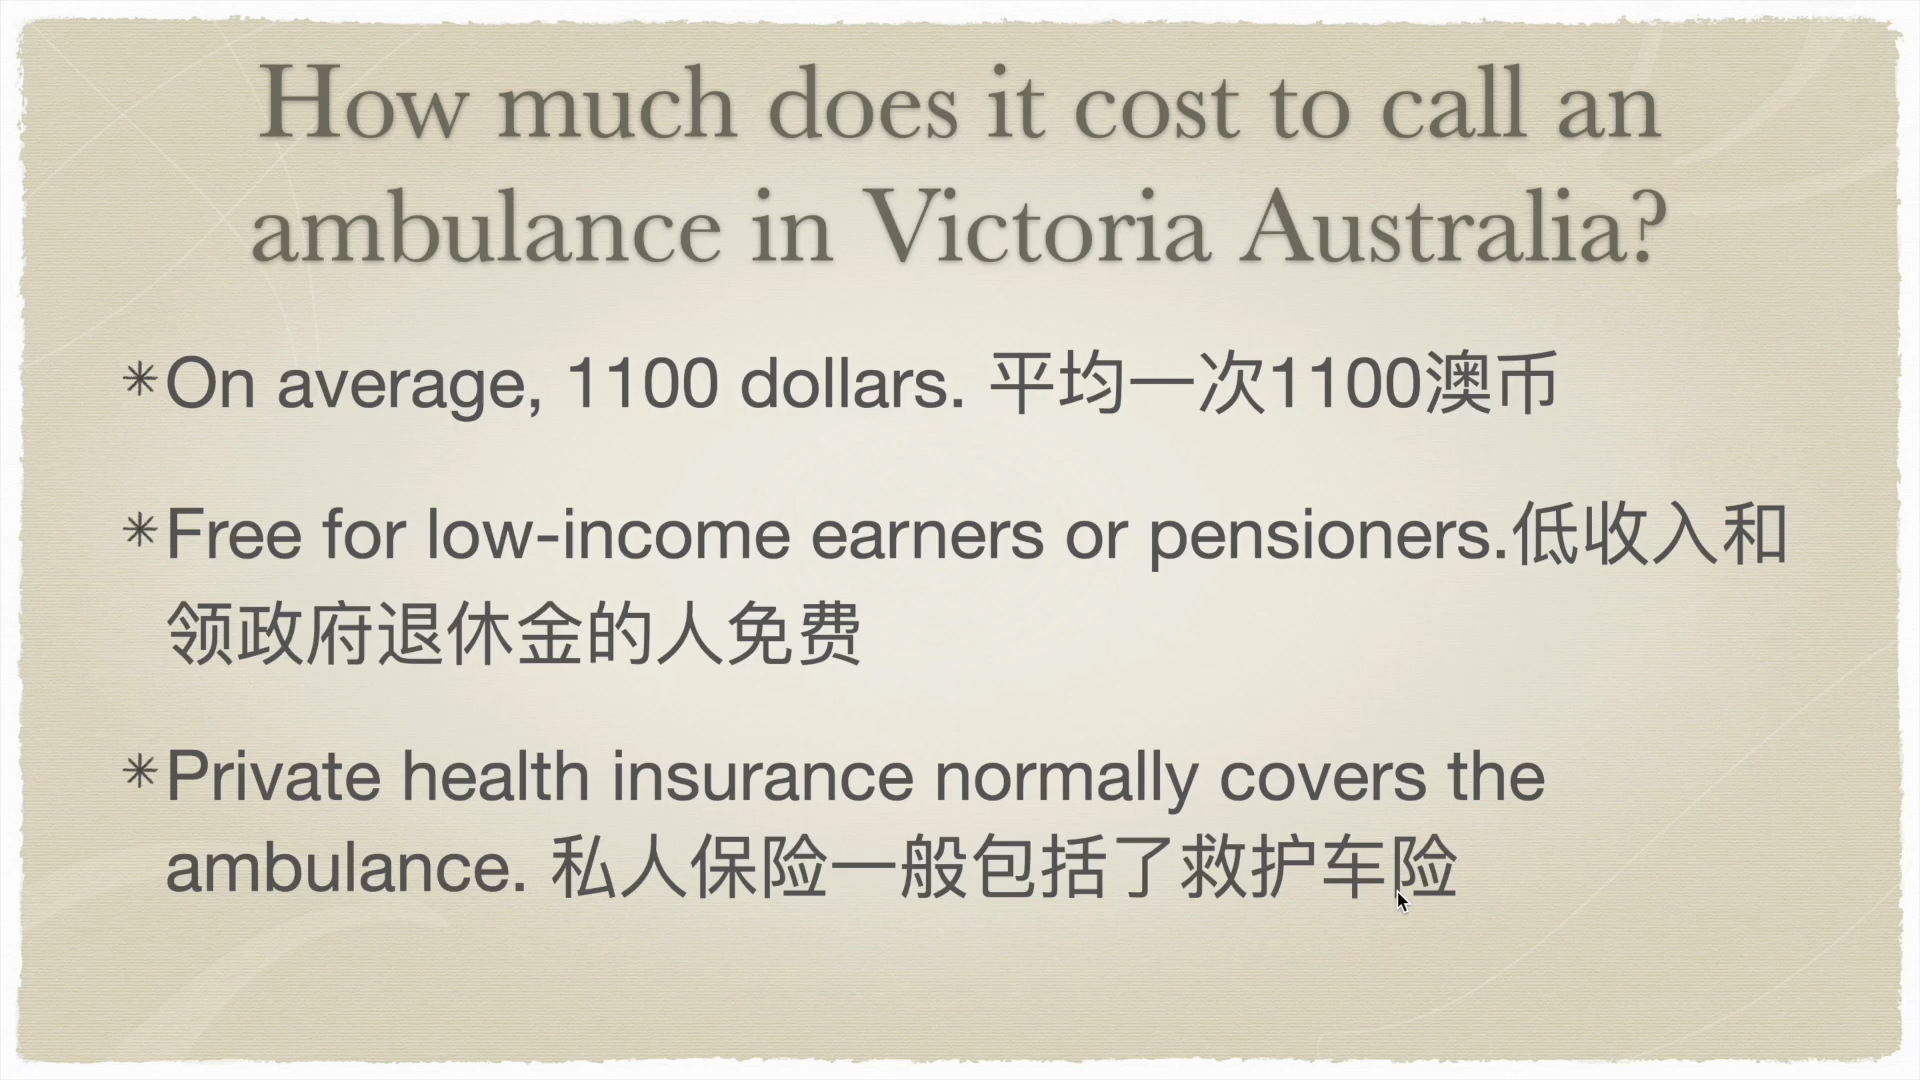 How much does it cost to call an
ambulance in Victoria Australia?
On average, 1100 dollars. 平均一次1100澳币
Free for low-income earners or pensioners.低收入和
领政府退休金的人免费
Private health insurance normally covers the
ambulance. 私人保险一般包括了救护车险